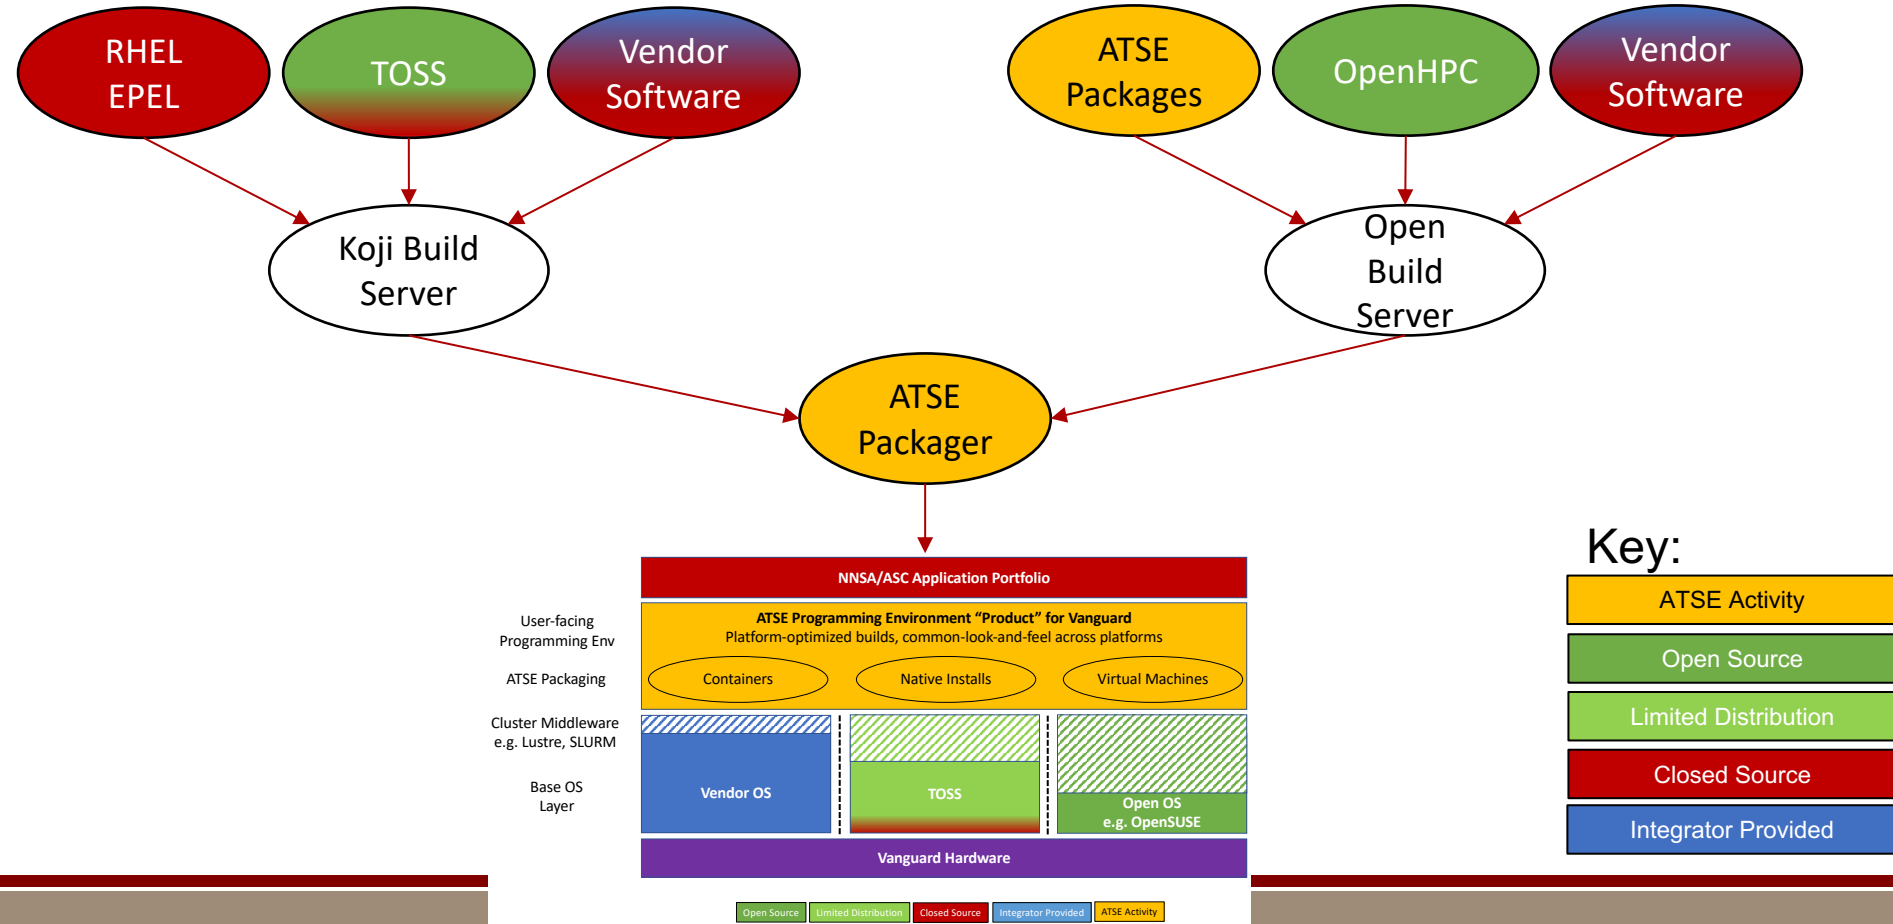 RHEL
EPEL
TOSS
Vendor
Software
ATSE
Packages
OpenHPC
Vendor
Software
Koji Build
Server
Open
Build
Server
ATSE
Packager
Key:
ATSE Activity
Open Source
Limited Distribution
Closed Source
Integrator Provided
NNSA/ASC Application Portfolio
User-facing
Programming Env
ATSE Programming Environment “Product” for Vanguard
Platform-optimized builds, common-look-and-feel across platforms
ATSE Packaging
Containers
Native Installs
Virtual Machines
Cluster Middleware
e.g. Lustre, SLURM
Base OS
Layer
Vendor OS
TOSS
Open OS
e.g. OpenSUSE
Vanguard Hardware
Open Source
Limited Distribution
Closed Source
Integrator Provided
ATSE Activity